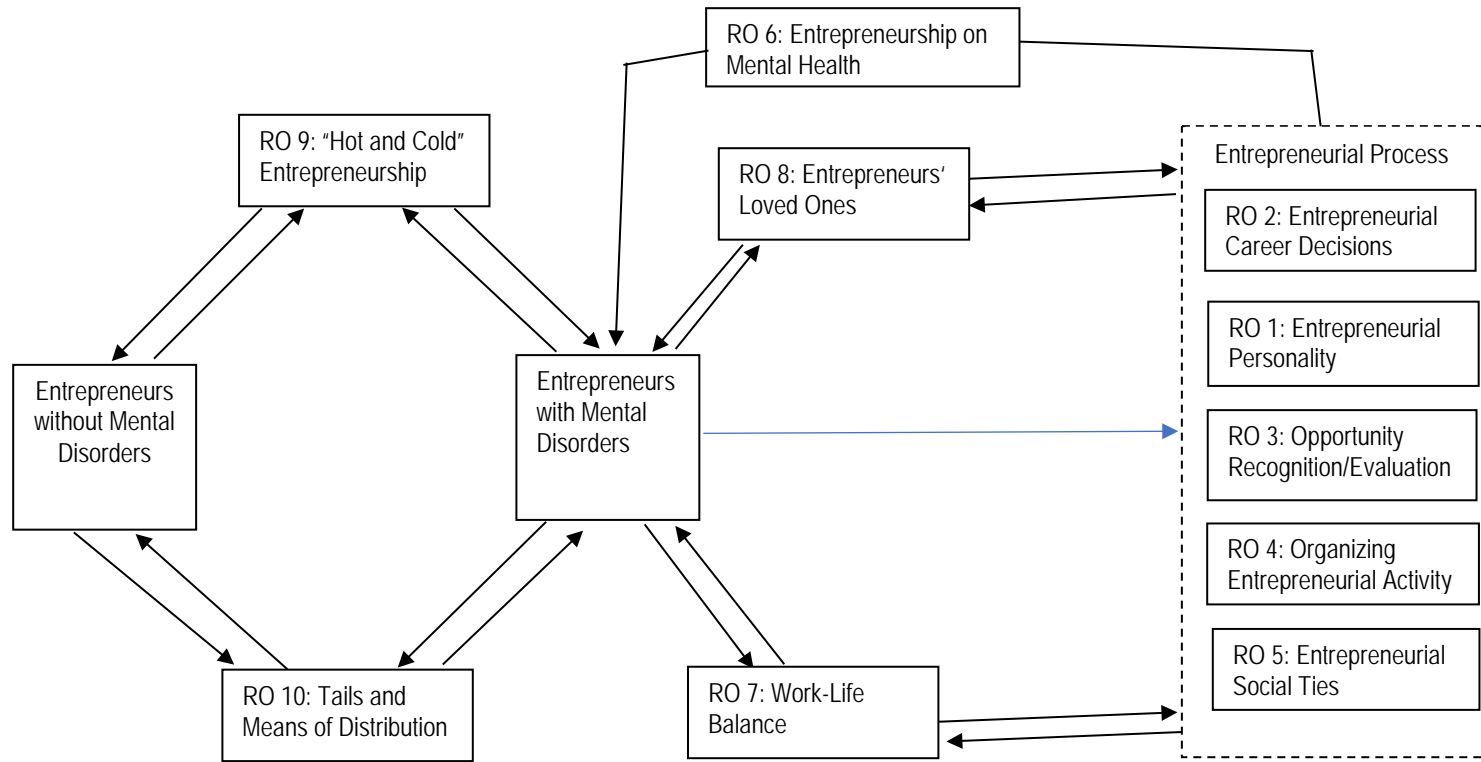 RO 6: Entrepreneurship on
Mental Health
RO 9: “Hot and Cold”
Entrepreneurship
RO 8: Entrepreneurs’
Loved Ones
Entrepreneurial Process
RO 2: Entrepreneurial
Career Decisions
RO 1: Entrepreneurial
Personality
Entrepreneurs
without Mental
Disorders
Entrepreneurs
with Mental
Disorders
RO 3: Opportunity
Recognition/Evaluation
RO 4: Organizing
Entrepreneurial Activity
RO 5: Entrepreneurial
Social Ties
RO 10: Tails and
Means of Distribution
RO 7: Work-Life
Balance